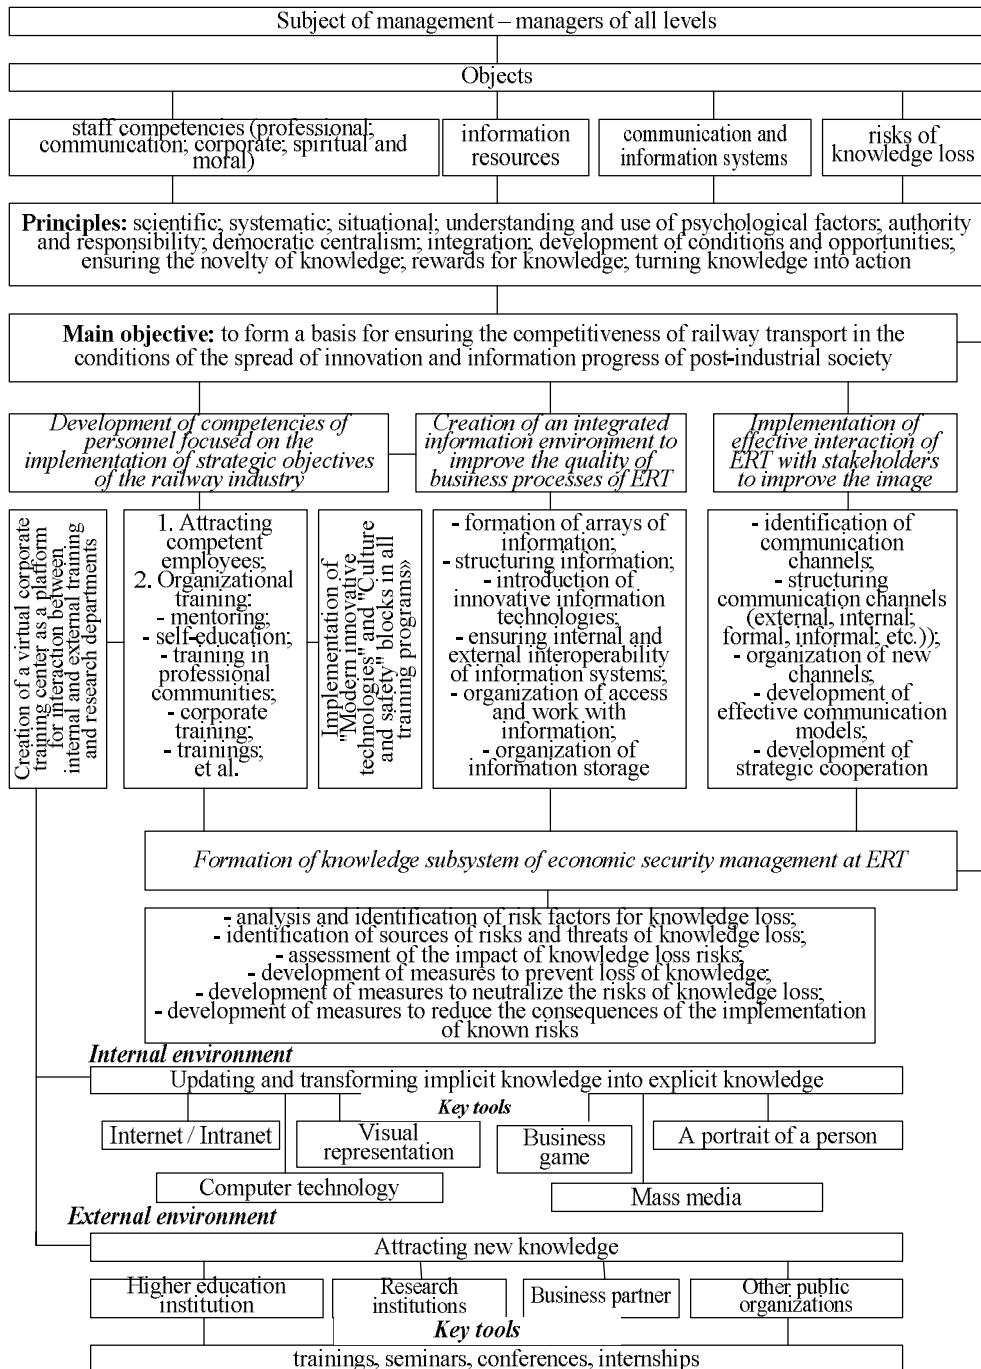 Subject of management – managers of all levels
Objects
staff competencies (professional;
communication; corporate; spiritual and
moral)
information
resources
communication and
information systems
risks of
knowledge loss
Principles: scientific; systematic; situational; understanding and use of psychological factors; authority
and responsibility; democratic centralism; integration; development of conditions and opportunities;
ensuring the novelty of knowledge; rewards for knowledge; turning knowledge into action
Main objective: to form a basis for ensuring the competitiveness of railway transport in the
conditions of the spread of innovation and information progress of post-industrial society
Development of competencies of
personnel focused on the
implementation of strategic objectives
of the railway industry
Creation of an integrated
information environment to
improve the quality of
business processes of ERT
Implementation of
effective interaction of
ERT with stakeholders
to improve the image
Creation of a virtual corporate
training center as a platform
for interaction between
internal and external training
and research departments
1. Attracting
competent
employees;
2. Organizational
training:
- mentoring;
- self-education;
- training in
professional
communities;
- corporate
training;
- trainings;
et al.
Implementation of
"Modern innovative
technologies" and "Culture
and safety" blocks in all
training programs»
- formation of arrays of
information;
- structuring information;
- introduction of
innovative information
technologies;
- ensuring internal and
external interoperability
of information systems;
- organization of access
and work with
information;
- organization of
information storage
- identification of
communication
channels;
- structuring
communication channels
(external, internal;
formal, informal; etc.));
- organization of new
channels;
- development of
effective communication
models;
- development of
strategic cooperation
Formation of knowledge subsystem of economic security management at ERT
- analysis and identification of risk factors for knowledge loss;
- identification of sources of risks and threats of knowledge loss;
- assessment of the impact of knowledge loss risks;
- development of measures to prevent loss of knowledge;
- development of measures to neutralize the risks of knowledge loss;
- development of measures to reduce the consequences of the implementation
of known risks
Internal environment
Updating and transforming implicit knowledge into explicit knowledge
Key tools
Internet / Intranet
Visual
representation
Business
game
A portrait of a person
Computer technology
Mass media
External environment
Attracting new knowledge
Higher education
institution
Research
institutions
Business partner
Other public
organizations
Key tools
trainings, seminars, conferences, internships